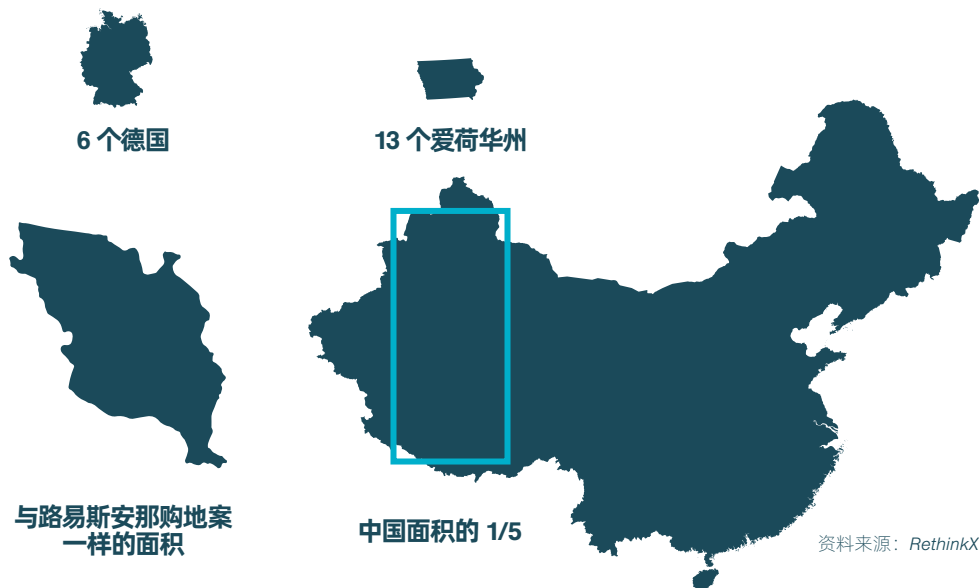 6 个德国
13 个爱荷华州
与路易斯安那购地案
一样的面积
中国面积的 1/5
资料来源：RethinkX